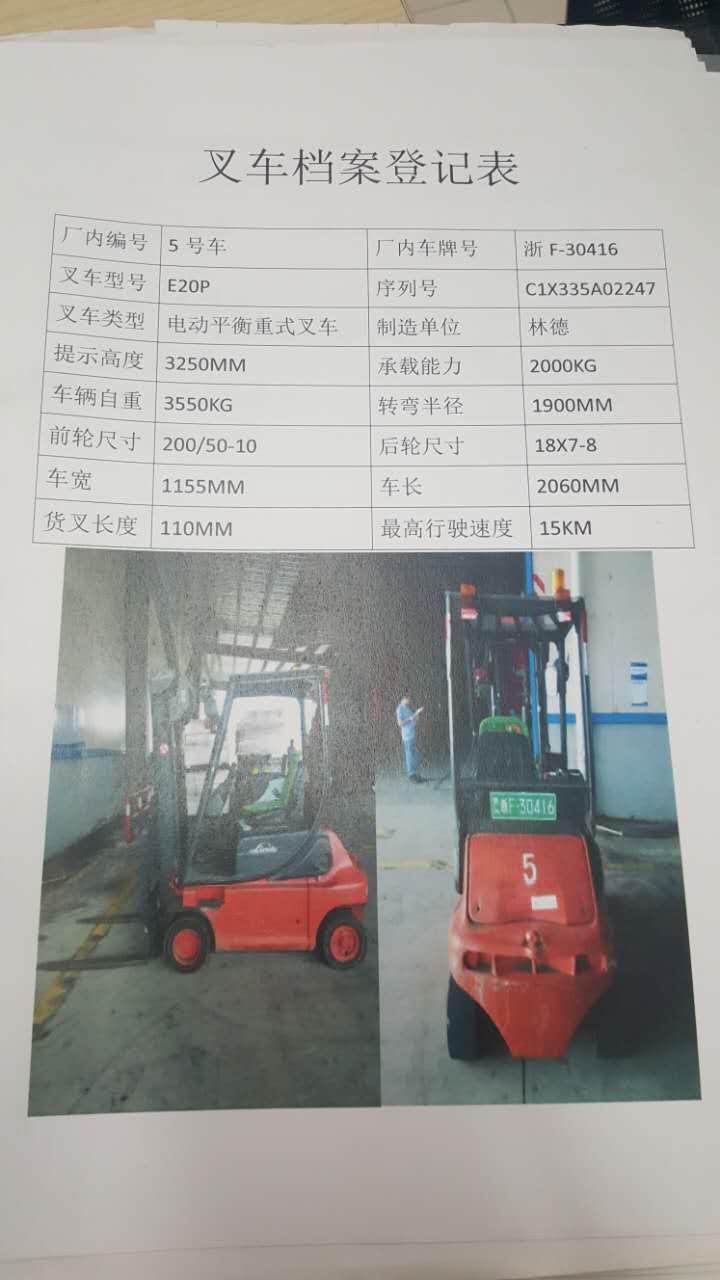 叉车档案登记表
厂内编号 5 号车 厂内车牌号 浙 F-30416
叉车型号 E20P 序列号 C1X335A02247
叉车类型 电动平衡重式叉车 制造单位 林德
提示高度 3250MM 承载能力 2000KG
车辆自重 3550KG 转弯半径 1900MM
前轮尺寸 200/50-10 后轮尺寸 18X7-8
车宽 1155MM 车长 2060MM
货叉长度 110MM 最高行驶速度 15KM
F-30416
5